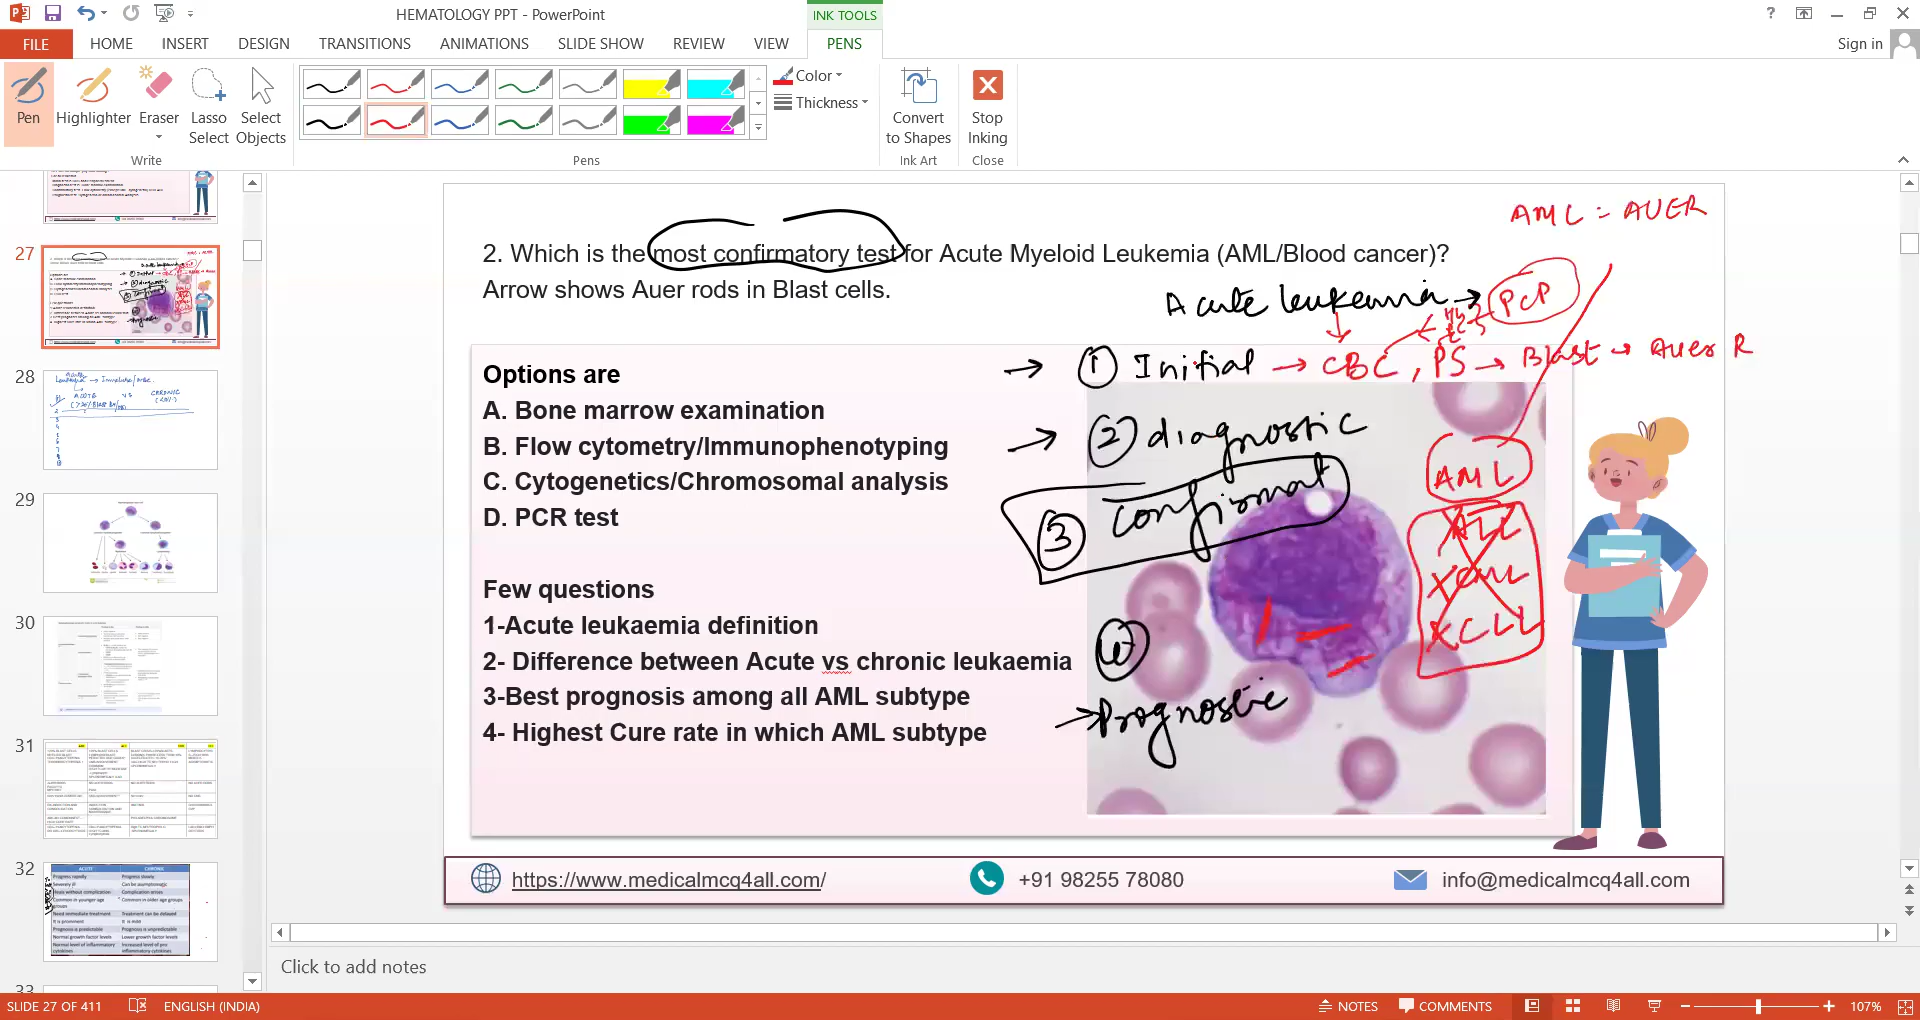 HEMATOLOGY PPT - PowerPoint
INK TOOLS
FILE HOME INSERT DESIGN TRANSITIONS ANIMATIONS SLIDE SHOW REVIEW VIEW PENS
Sign in
Pen Highlighter Eraser Lasso Select Select Objects
Color
Thickness
Convert to Shapes
Stop Inking
Write Pens Ink Art Close
27
28
29
30
31
32
AML = AUER
2. Which is the most confirmatory test for Acute Myeloid Leukemia (AML/Blood cancer)?
Arrow shows Auer rods in Blast cells.
Acute leukemia → PCP
① Initial → CBC, PS → Blast → Auer R
② diagnostic
③ confirmat
Prognostic
AML
ALL
CML
CLL
Options are
A. Bone marrow examination
B. Flow cytometry/Immunophenotyping
C. Cytogenetics/Chromosomal analysis
D. PCR test
Few questions
1-Acute leukaemia definition
2- Difference between Acute vs chronic leukaemia
3-Best prognosis among all AML subtype
4- Highest Cure rate in which AML subtype
https://www.medicalmcq4all.com/
+91 98255 78080
info@medicalmcq4all.com
Click to add notes
SLIDE 27 OF 411 ENGLISH (INDIA) NOTES COMMENTS 107%